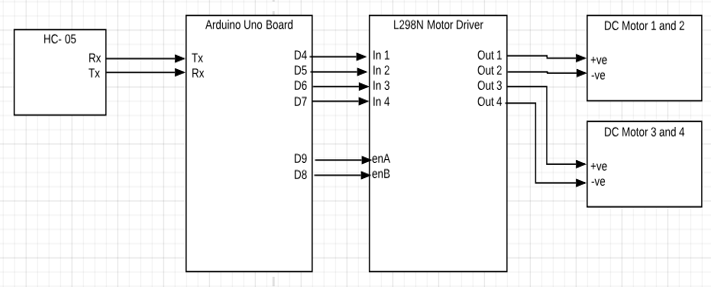 HC- 05
Rx
Tx
Arduino Uno Board
Tx
Rx
D4
D5
D6
D7
D9
D8
L298N Motor Driver
In 1
In 2
In 3
In 4
enA
enB
Out 1
Out 2
Out 3
Out 4
DC Motor 1 and 2
+ve
-ve
DC Motor 3 and 4
+ve
-ve